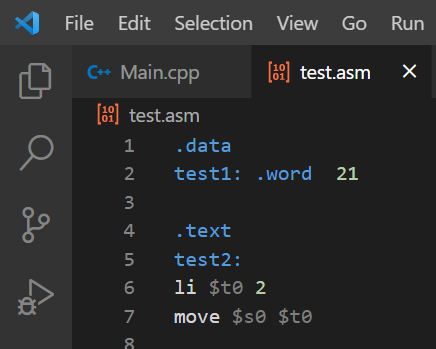 File Edit Selection View Go Run
Main.cpp test.asm
test.asm
1 .data
2 test1: .word 21
3
4 .text
5 test2:
6 li $t0 2
7 move $s0 $t0
8